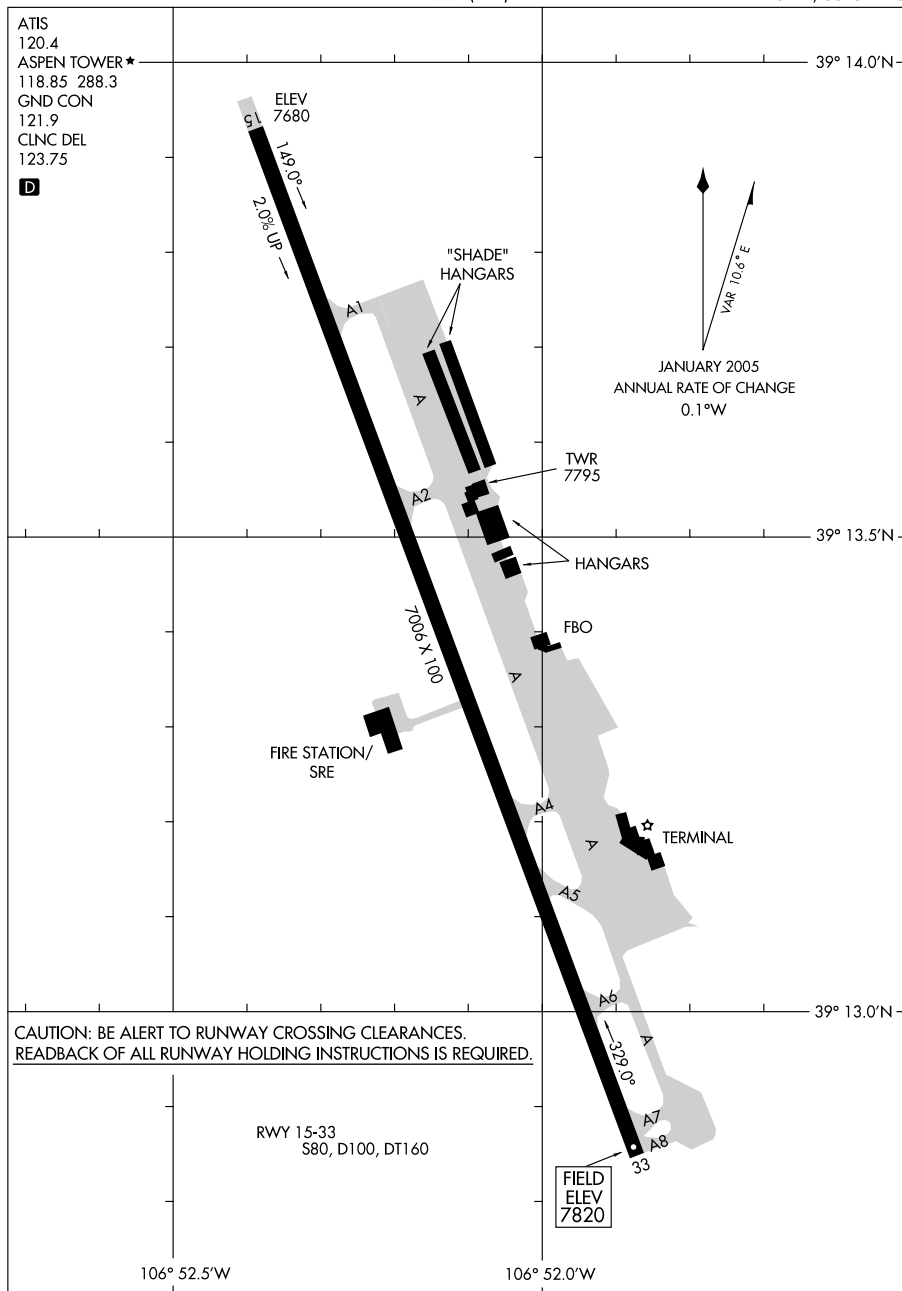 ATIS
120.4
ASPEN TOWER★
118.85 288.3
GND CON
121.9
CLNC DEL
123.75
D
39° 14.0'N
15
ELEV
7680
149.0°
2.0% UP
"SHADE"
HANGARS
VAR 10.6° E
JANUARY 2005
ANNUAL RATE OF CHANGE
0.1°W
A1
A
TWR
7795
A2
39° 13.5'N
HANGARS
7006 X 100
FBO
A
FIRE STATION/
SRE
A4
A
TERMINAL
A5
A6
39° 13.0'N
CAUTION: BE ALERT TO RUNWAY CROSSING CLEARANCES.
READBACK OF ALL RUNWAY HOLDING INSTRUCTIONS IS REQUIRED.
329.0°
A
A7
A8
RWY 15-33
S80, D100, DT160
33
FIELD
ELEV
7820
106° 52.5'W
106° 52.0'W